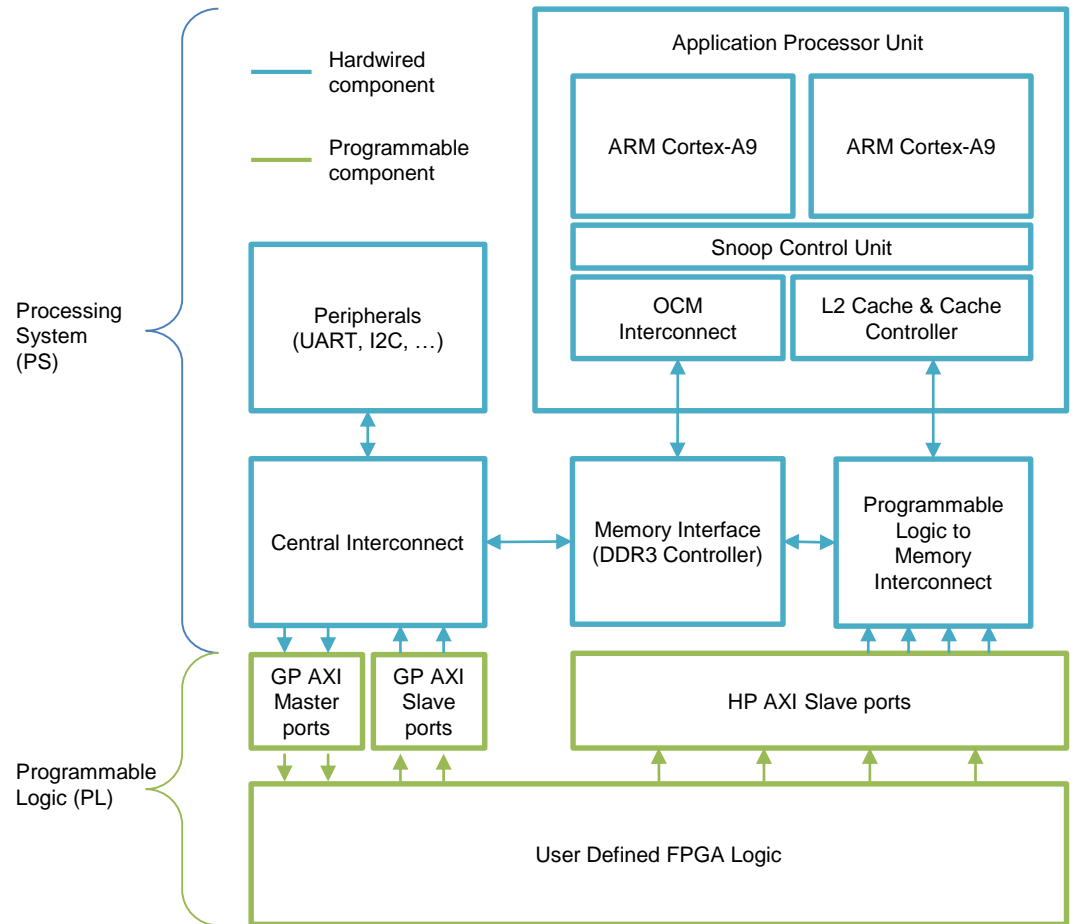 Hardwired
component
Programmable
component
Application Processor Unit
ARM Cortex-A9
ARM Cortex-A9
Snoop Control Unit
OCM
Interconnect
L2 Cache & Cache
Controller
Processing
System
(PS)
Peripherals
(UART, I2C, …)
Central Interconnect
Memory Interface
(DDR3 Controller)
Programmable
Logic to
Memory
Interconnect
GP AXI
Master
ports
GP AXI
Slave
ports
HP AXI Slave ports
Programmable
Logic (PL)
User Defined FPGA Logic